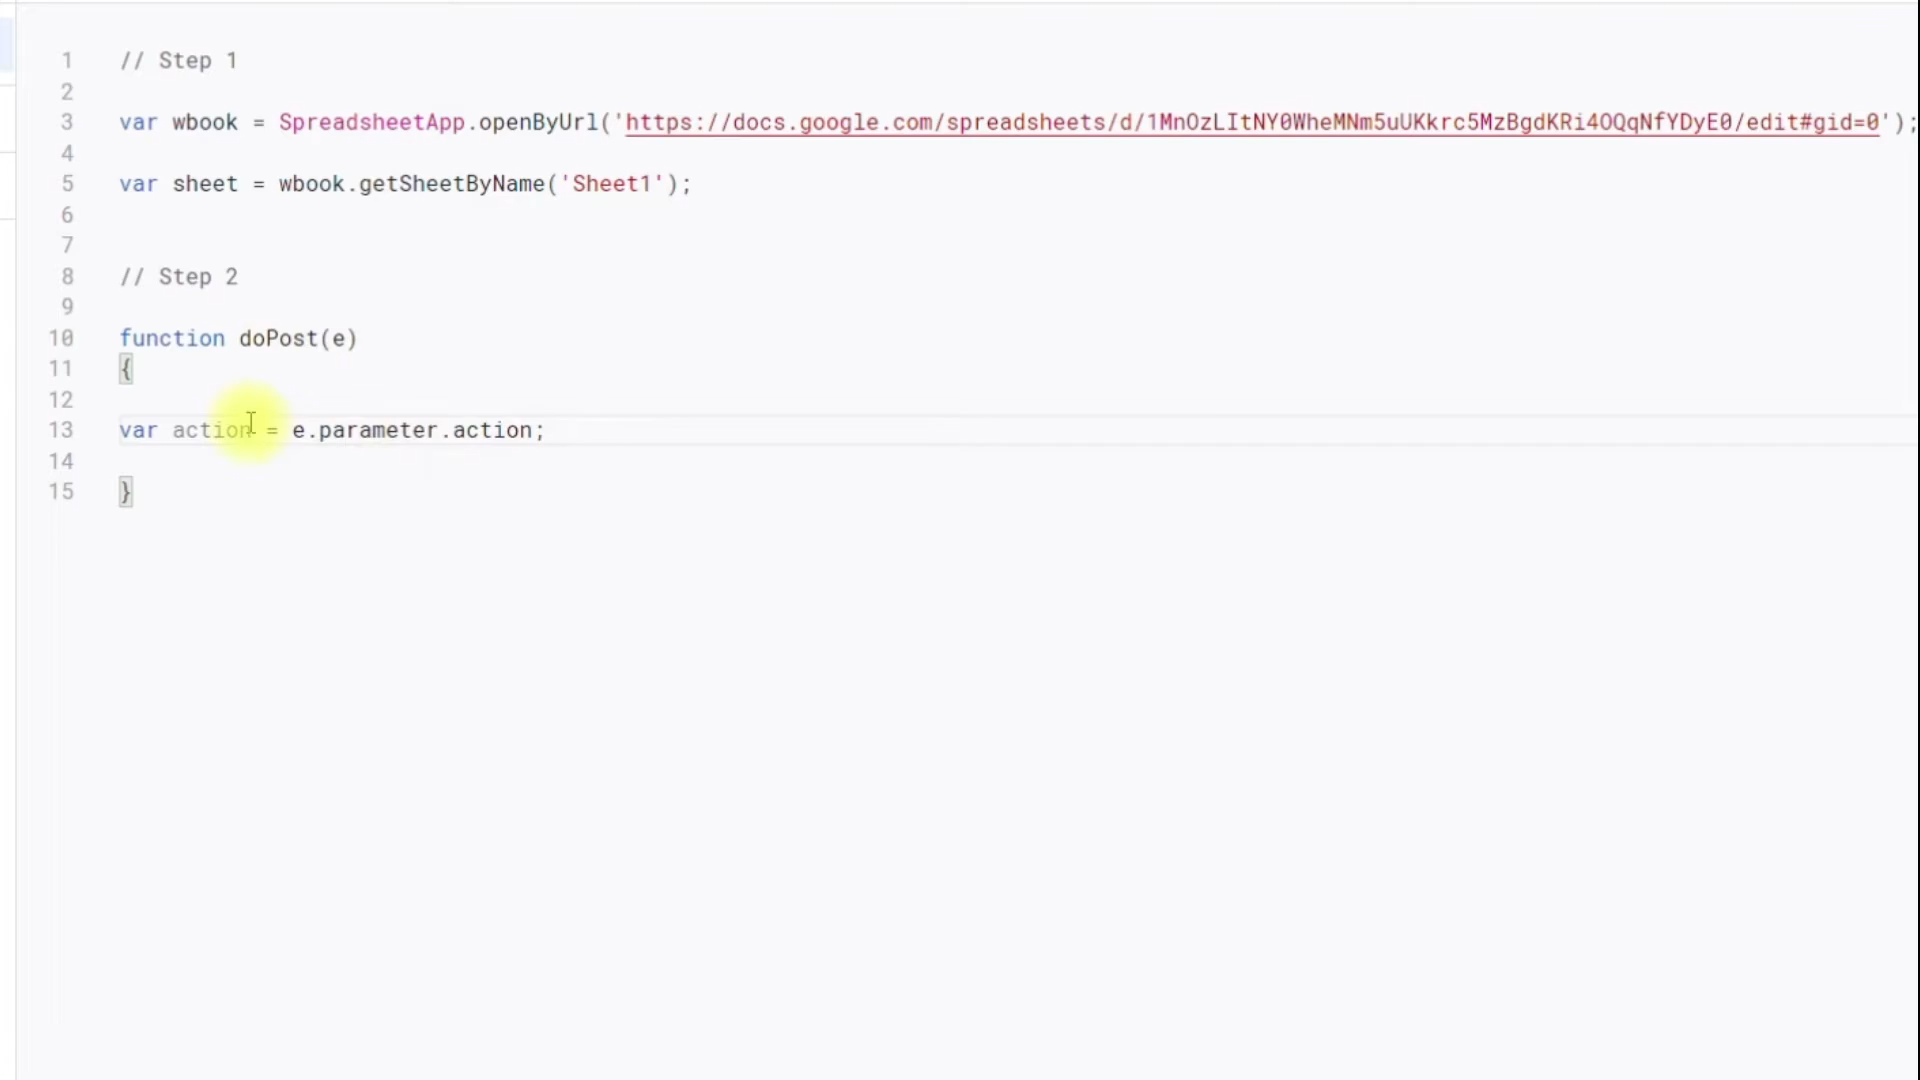 1 // Step 1
2
3 var wbook = SpreadsheetApp.openByUrl('https://docs.google.com/spreadsheets/d/1MnOzLItNY0WheMNm5uUKkrc5MzBgdKRi4OQqNfYDyE0/edit#gid=0');
4
5 var sheet = wbook.getSheetByName('Sheet1');
6
7
8 // Step 2
9
10 function doPost(e)
11 {
12
13 var action = e.parameter.action;
14
15 }